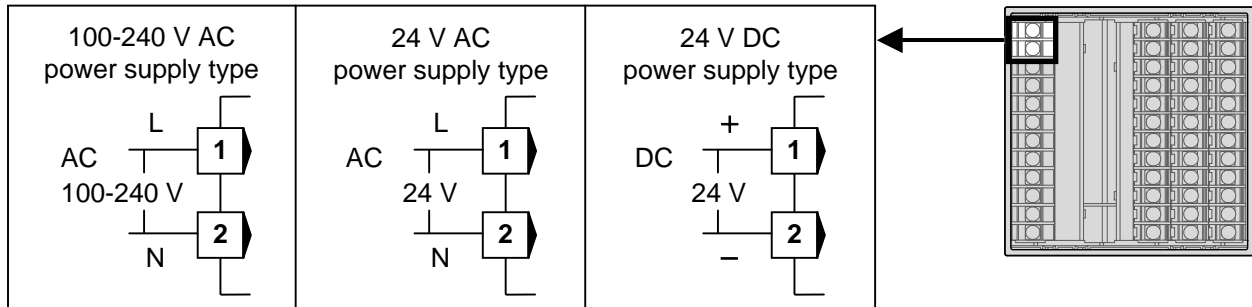 100-240 V AC
power supply type
L
1
AC
100-240 V
2
N
24 V AC
power supply type
L
1
AC
24 V
2
N
24 V DC
power supply type
+
1
DC
24 V
2
−